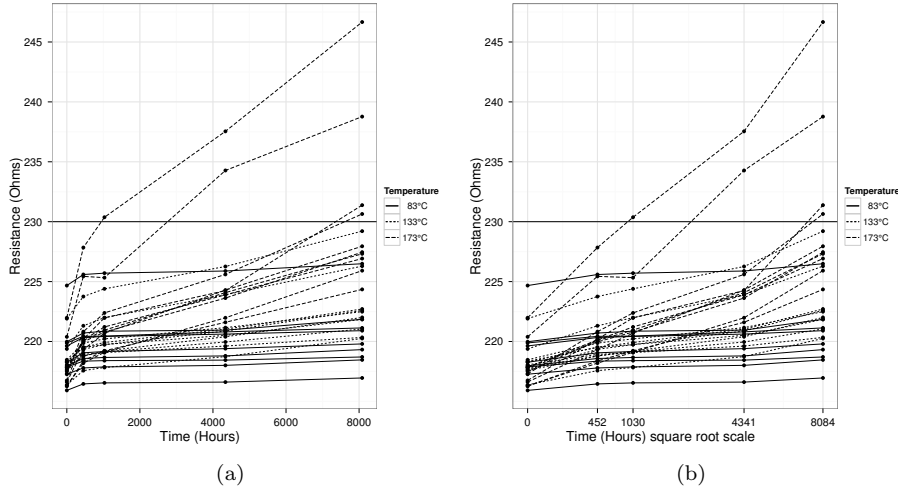 245
240
235
230
225
220
Resistance (Ohms)
0 2000 4000 6000 8000
Time (Hours)
Temperature
83°C
133°C
173°C
(a)
245
240
235
230
225
220
Resistance (Ohms)
0 452 1030 4341 8084
Time (Hours) square root scale
Temperature
83°C
133°C
173°C
(b)